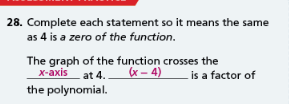 28. Complete each statement so it means the same
as 4 is a zero of the function.
The graph of the function crosses the
x-axis at 4. (x – 4) is a factor of
the polynomial.